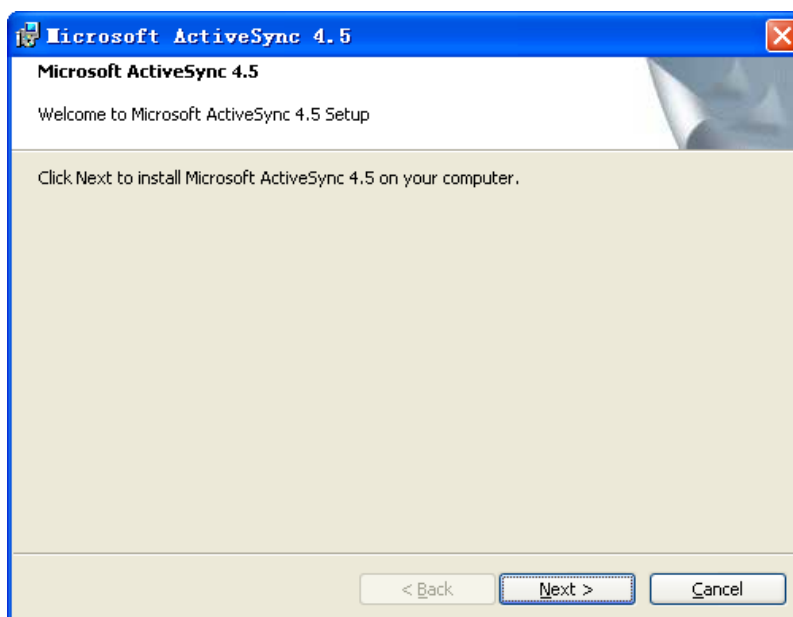 Microsoft ActiveSync 4.5
Microsoft ActiveSync 4.5
Welcome to Microsoft ActiveSync 4.5 Setup
Click Next to install Microsoft ActiveSync 4.5 on your computer.
< Back Next > Cancel